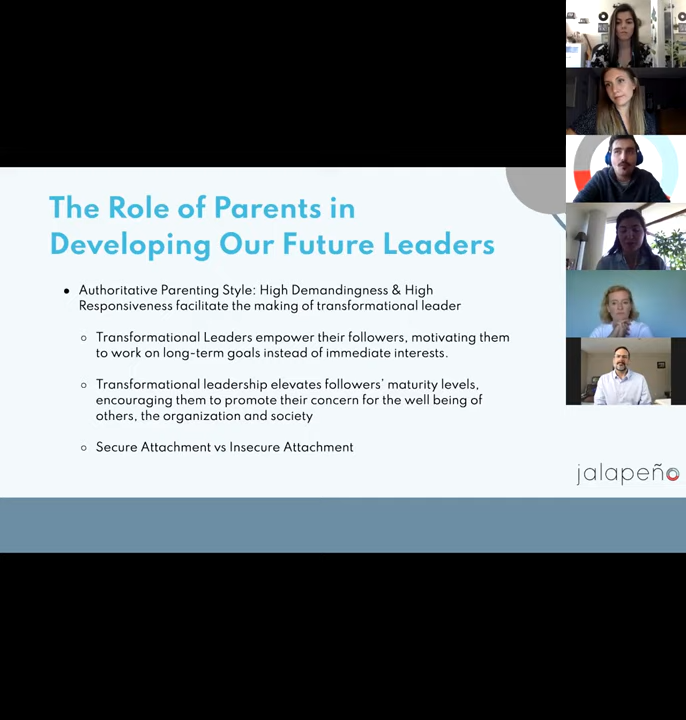 The Role of Parents in
Developing Our Future Leaders
● Authoritative Parenting Style: High Demandingness & High
Responsiveness facilitate the making of transformational leader
○ Transformational Leaders empower their followers, motivating them
to work on long-term goals instead of immediate interests.
○ Transformational leadership elevates followers' maturity levels,
encouraging them to promote their concern for the well being of
others, the organization and society
○ Secure Attachment vs Insecure Attachment
jalapeño